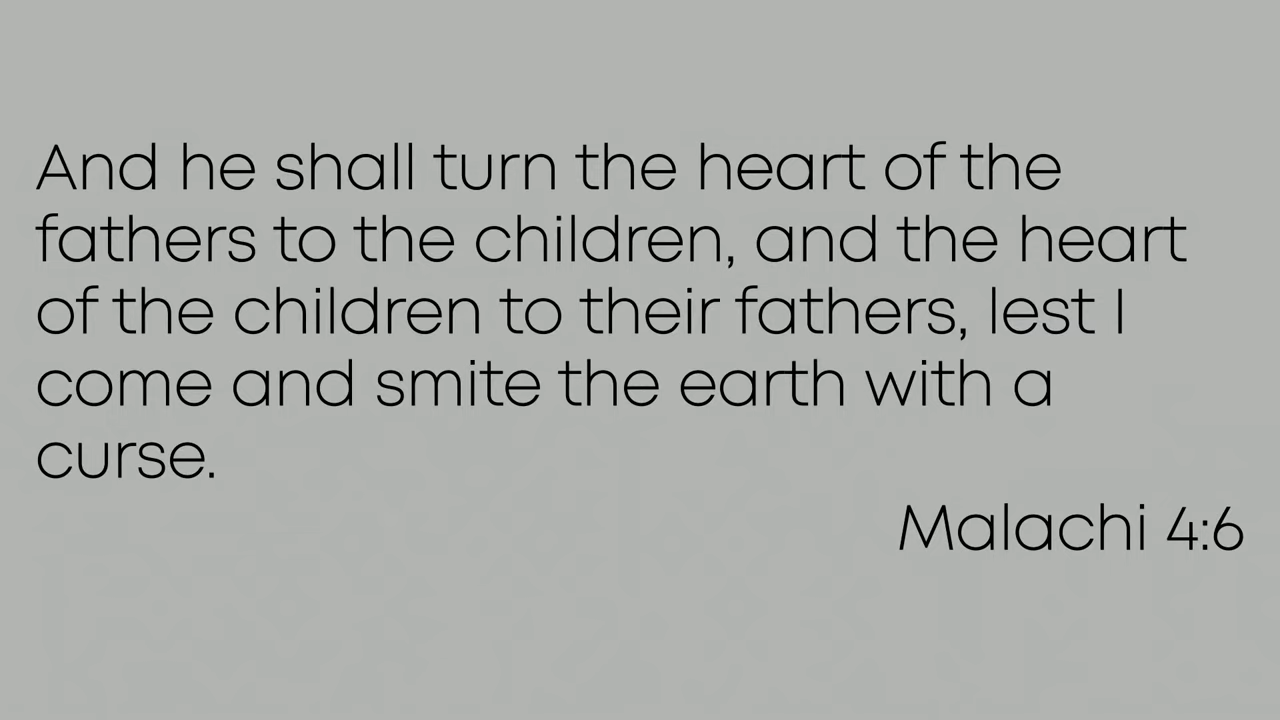 And he shall turn the heart of the
fathers to the children, and the heart
of the children to their fathers, lest I
come and smite the earth with a
curse.
Malachi 4:6